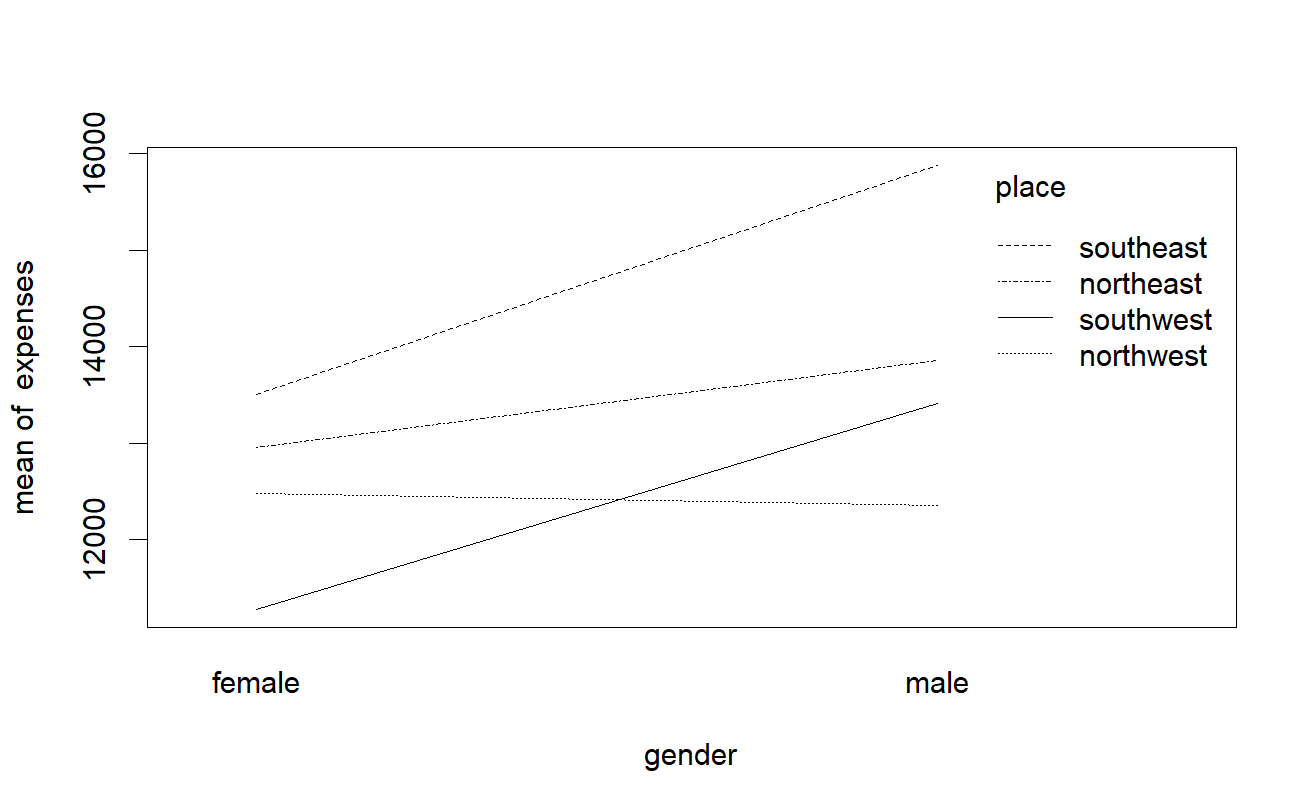 16000
14000
12000
mean of  expenses
place
southeast
northeast
southwest
northwest
female
male
gender